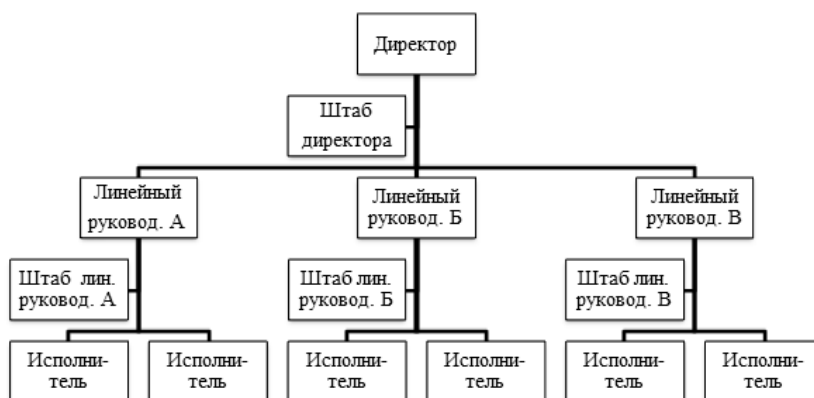 Директор
Штаб
директора
Линейный
руковод. А
Линейный
руковод. Б
Линейный
руковод. В
Штаб лин.
руковод. А
Штаб лин.
руковод. Б
Штаб лин.
руковод. В
Исполни-
тель
Исполни-
тель
Исполни-
тель
Исполни-
тель
Исполни-
тель
Исполни-
тель